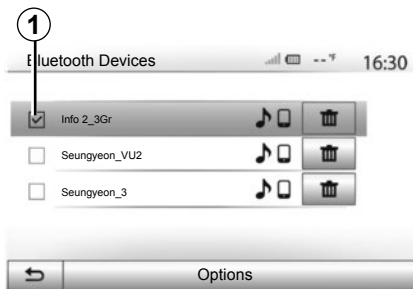 1
Bluetooth Devices -- °F 16:30
Info 2_3Gr
Seungyeon_VU2
Seungyeon_3
Options